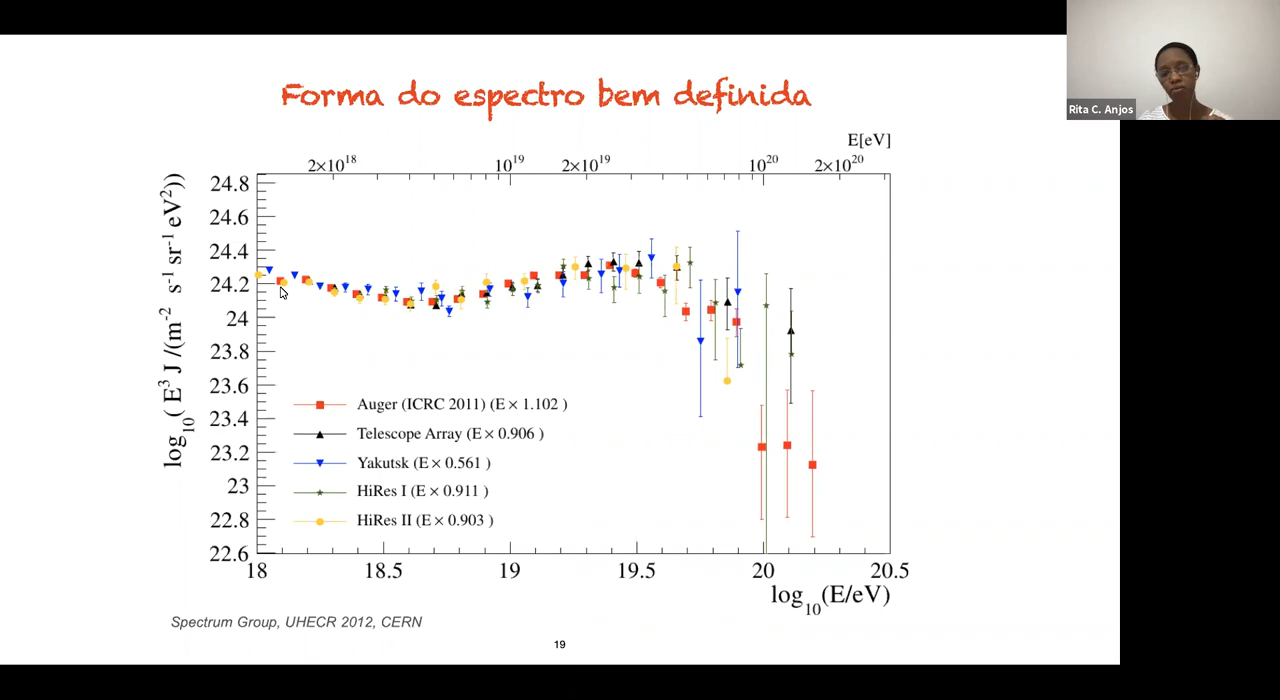 Forma do espectro bem definida
Rita C. Anjos
E[eV]
2×10^18 10^19 2×10^19 10^20 2×10^20
log10( E^3 J /(m^-2 s^-1 sr^-1 eV^2))
24.8
24.6
24.4
24.2
24
23.8
23.6
23.4
23.2
23
22.8
22.6
Auger (ICRC 2011) (E × 1.102 )
Telescope Array (E × 0.906 )
Yakutsk (E × 0.561 )
HiRes I (E × 0.911 )
HiRes II (E × 0.903 )
18 18.5 19 19.5 20 20.5
log10(E/eV)
Spectrum Group, UHECR 2012, CERN
19